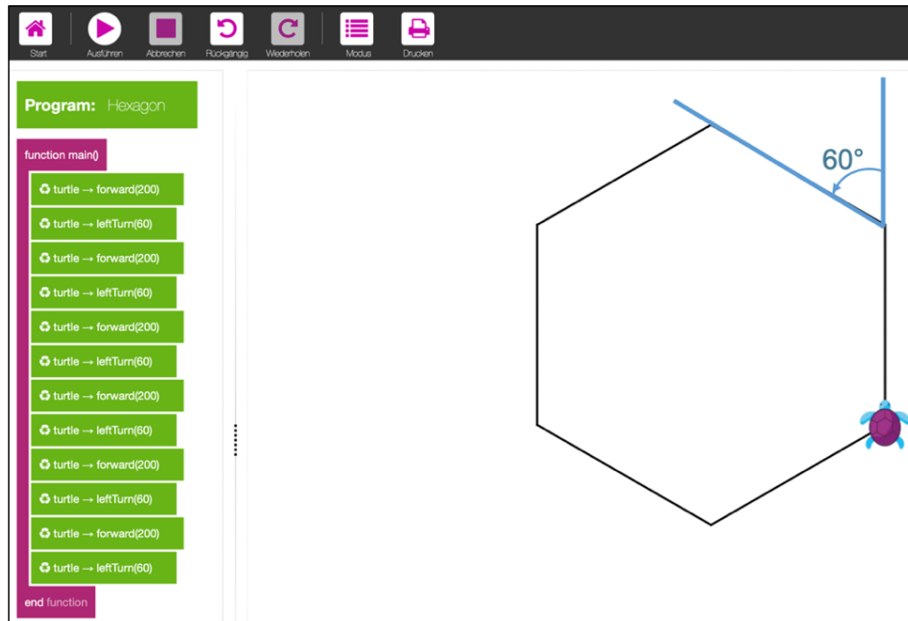 Start
Ausführen
Abbrechen
Rückgängig
Wiederholen
Modus
Drucken
Program: Hexagon
function main()
turtle → forward(200)
turtle → leftTurn(60)
turtle → forward(200)
turtle → leftTurn(60)
turtle → forward(200)
turtle → leftTurn(60)
turtle → forward(200)
turtle → leftTurn(60)
turtle → forward(200)
turtle → leftTurn(60)
turtle → forward(200)
turtle → leftTurn(60)
end function
60°